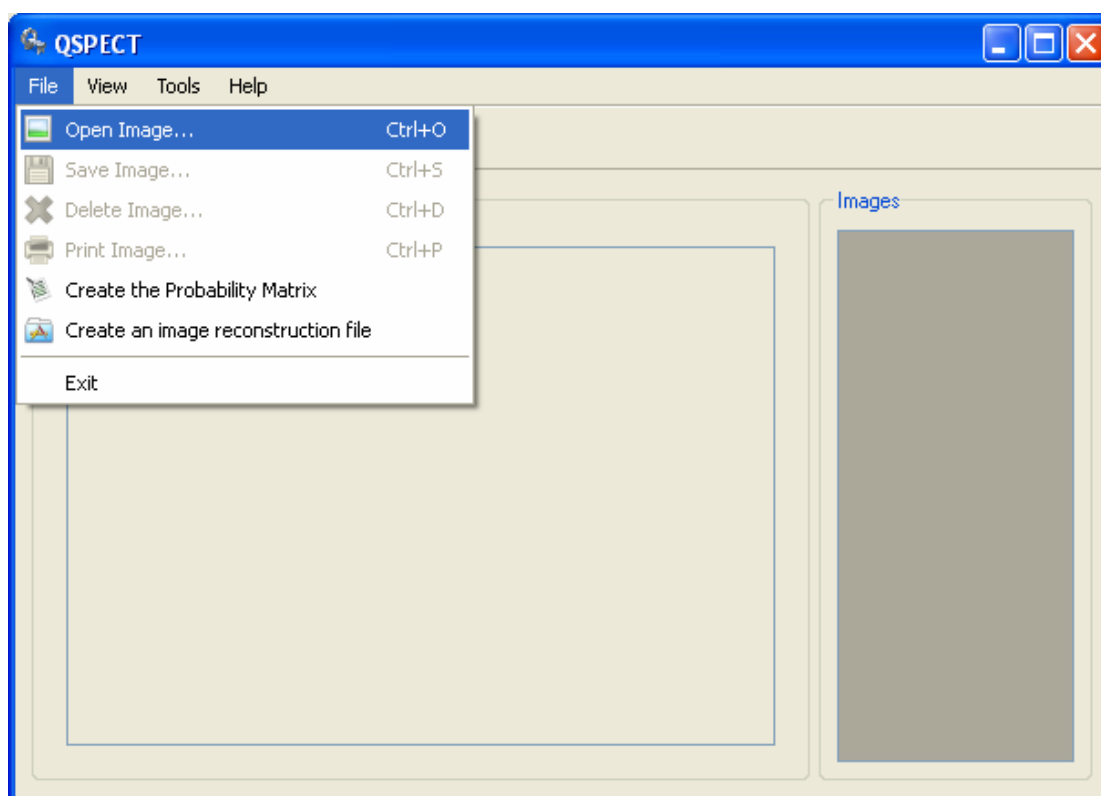 QSPECT
File View Tools Help
Open Image... Ctrl+O
Save Image... Ctrl+S
Delete Image... Ctrl+D
Print Image... Ctrl+P
Create the Probability Matrix
Create an image reconstruction file
Exit
Images